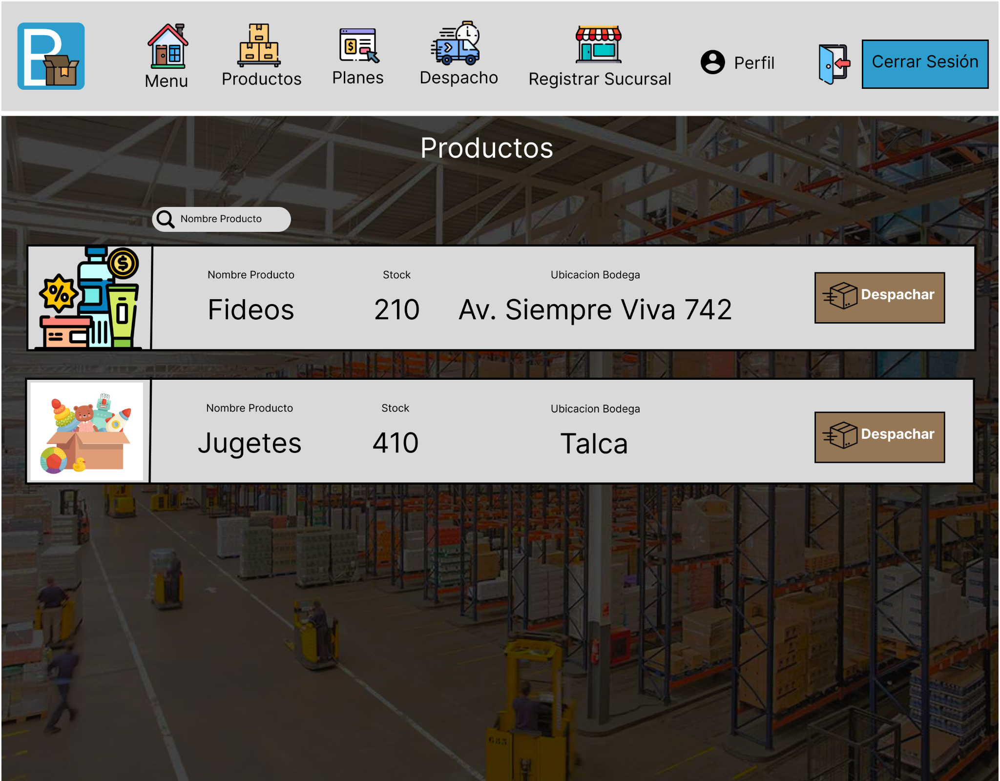 B
Menu
Productos
Planes
Despacho
Registrar Sucursal
Perfil
Cerrar Sesión
Productos
Nombre Producto
Nombre Producto
Stock
Ubicacion Bodega
Fideos
210
Av. Siempre Viva 742
Despachar
Nombre Producto
Stock
Ubicacion Bodega
Jugetes
410
Talca
Despachar